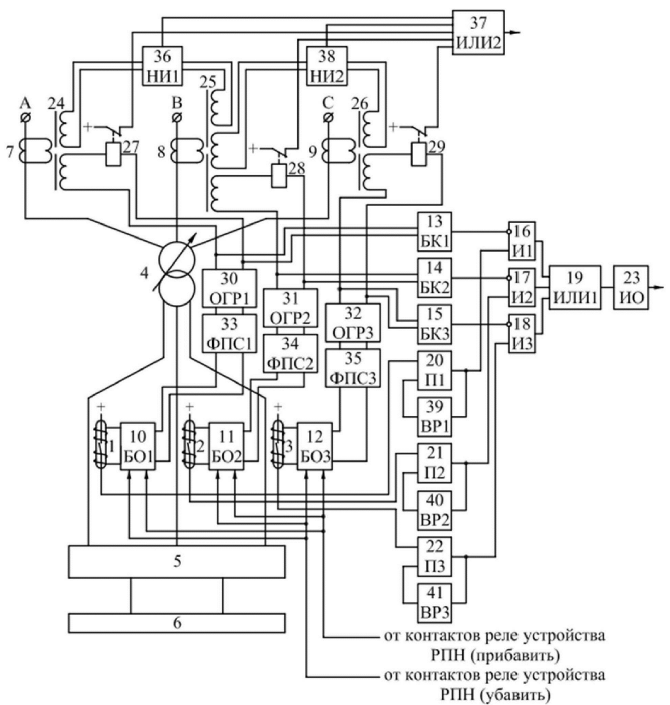 37
ИЛИ2
36
НИ1
38
НИ2
A
24
B
25
C
26
+
+
+
7
27
8
28
9
29
13
БК1
16
И1
4
14
БК2
17
И2
19
ИЛИ1
23
ИО
30
ОГР1
31
ОГР2
32
ОГР3
15
БК3
18
И3
33
ФПС1
34
ФПС2
35
ФПС3
20
П1
39
ВР1
+
+
+
1
10
БО1
2
11
БО2
3
12
БО3
21
П2
40
ВР2
22
П3
5
41
ВР3
6
от контактов реле устройства
РПН (прибавить)
от контактов реле устройства
РПН (убавить)